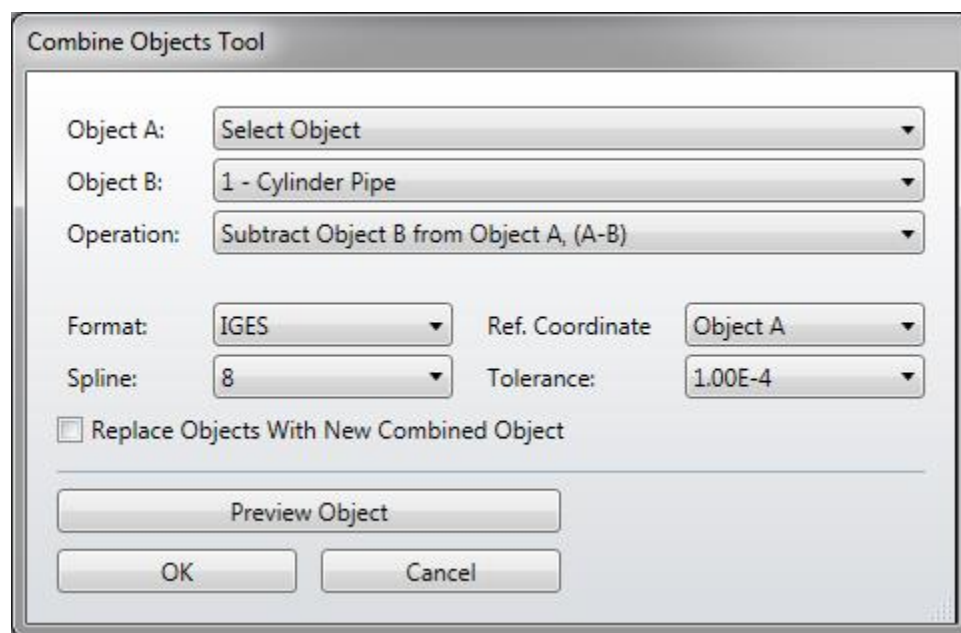 Combine Objects Tool
Object A: Select Object
Object B: 1 - Cylinder Pipe
Operation: Subtract Object B from Object A, (A-B)
Format: IGES Ref. Coordinate Object A
Spline: 8 Tolerance: 1.00E-4
Replace Objects With New Combined Object
Preview Object
OK Cancel